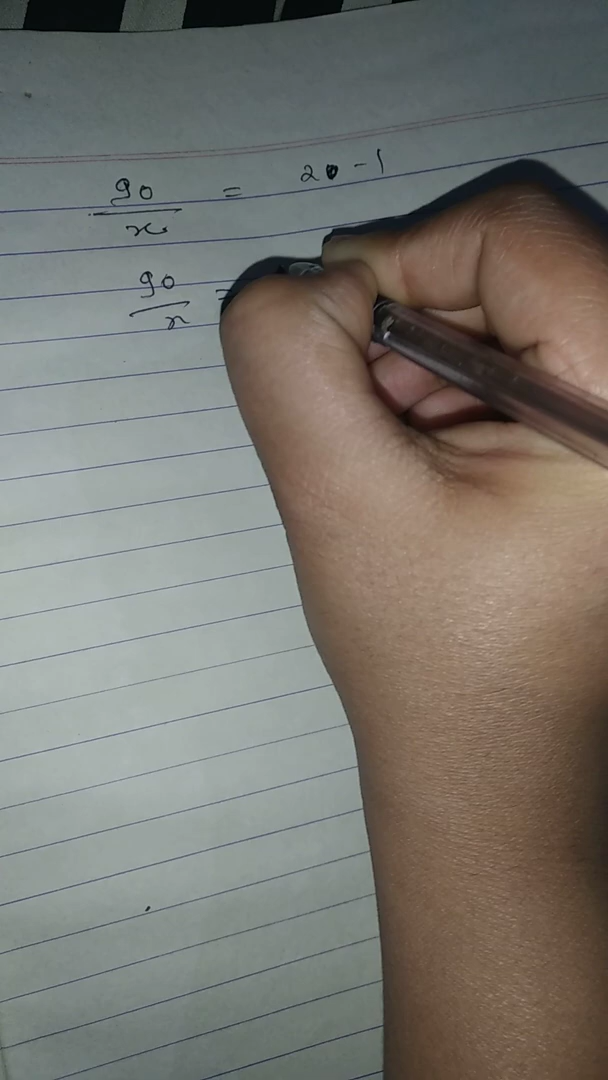 90/x = 20 - 1
90/x =